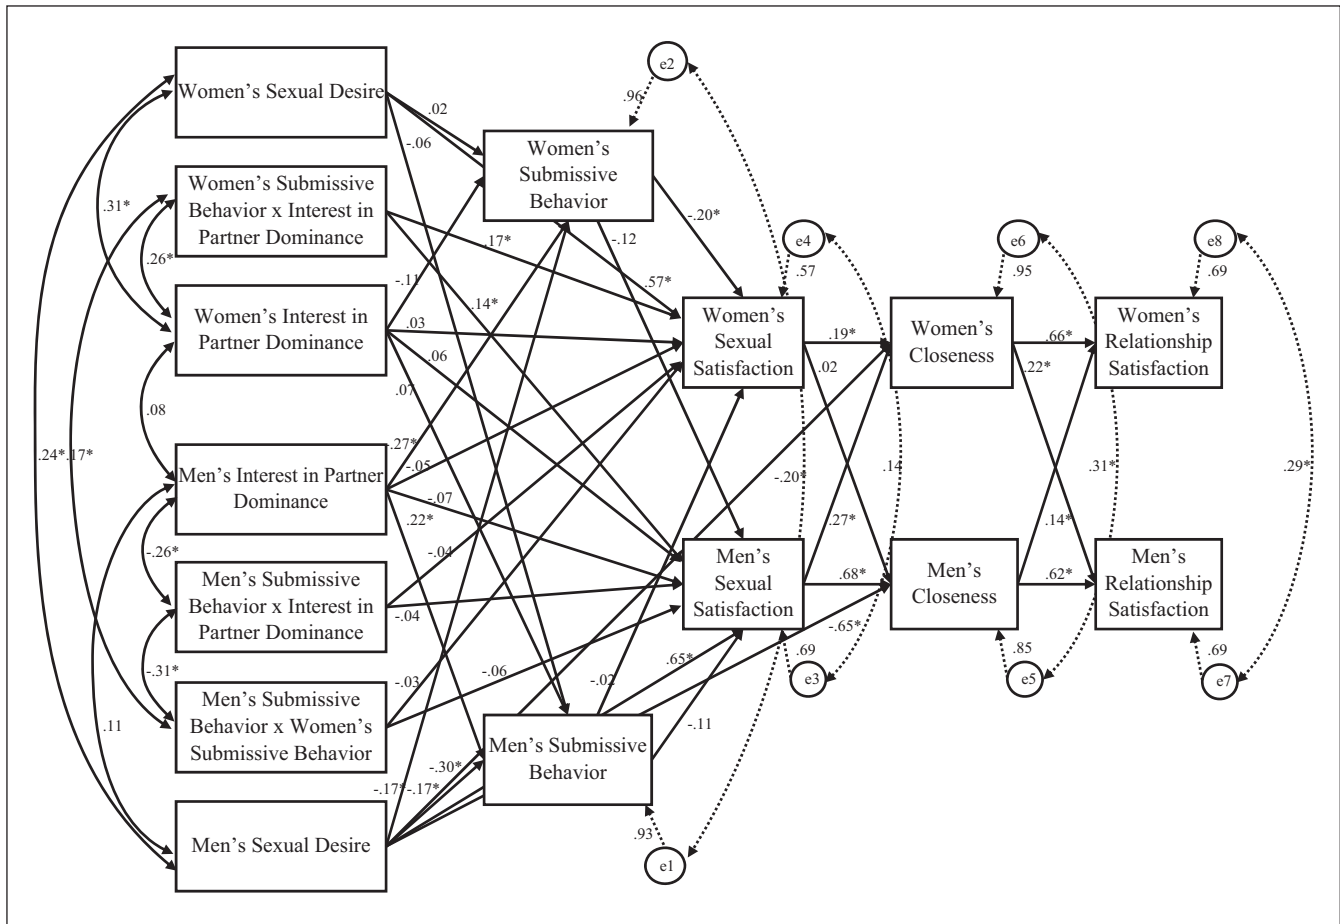 Women’s Sexual Desire
Women’s Submissive
Behavior x Interest in
Partner Dominance
Women’s Interest in
Partner Dominance
Men’s Interest in Partner
Dominance
Men’s Submissive
Behavior x Interest in
Partner Dominance
Men’s Submissive
Behavior x Women’s
Submissive Behavior
Men’s Sexual Desire
.31*
.26*
.08
.24*
.17*
-.26*
-.31*
.11
.02
-.06
.17*
.57*
-.11
.14*
.03
.06
.07
-.27*
-.05
-.07
.22*
-.04
-.04
-.06
-.03
-.30*
-.17*
-.17*
Women’s
Submissive
Behavior
Men’s Submissive
Behavior
e2
.96
-.20*
-.12
-.02
.65*
-.11
-.65*
.93
e1
Women’s
Sexual
Satisfaction
Men’s
Sexual
Satisfaction
e4
.57
.69
e3
.19*
.02
-.20*
.14
.27*
.68*
Women’s
Closeness
Men’s
Closeness
e6
.95
.85
e5
.66*
.22*
.31*
.14*
.62*
Women’s
Relationship
Satisfaction
Men’s
Relationship
Satisfaction
e8
.69
.29*
.69
e7